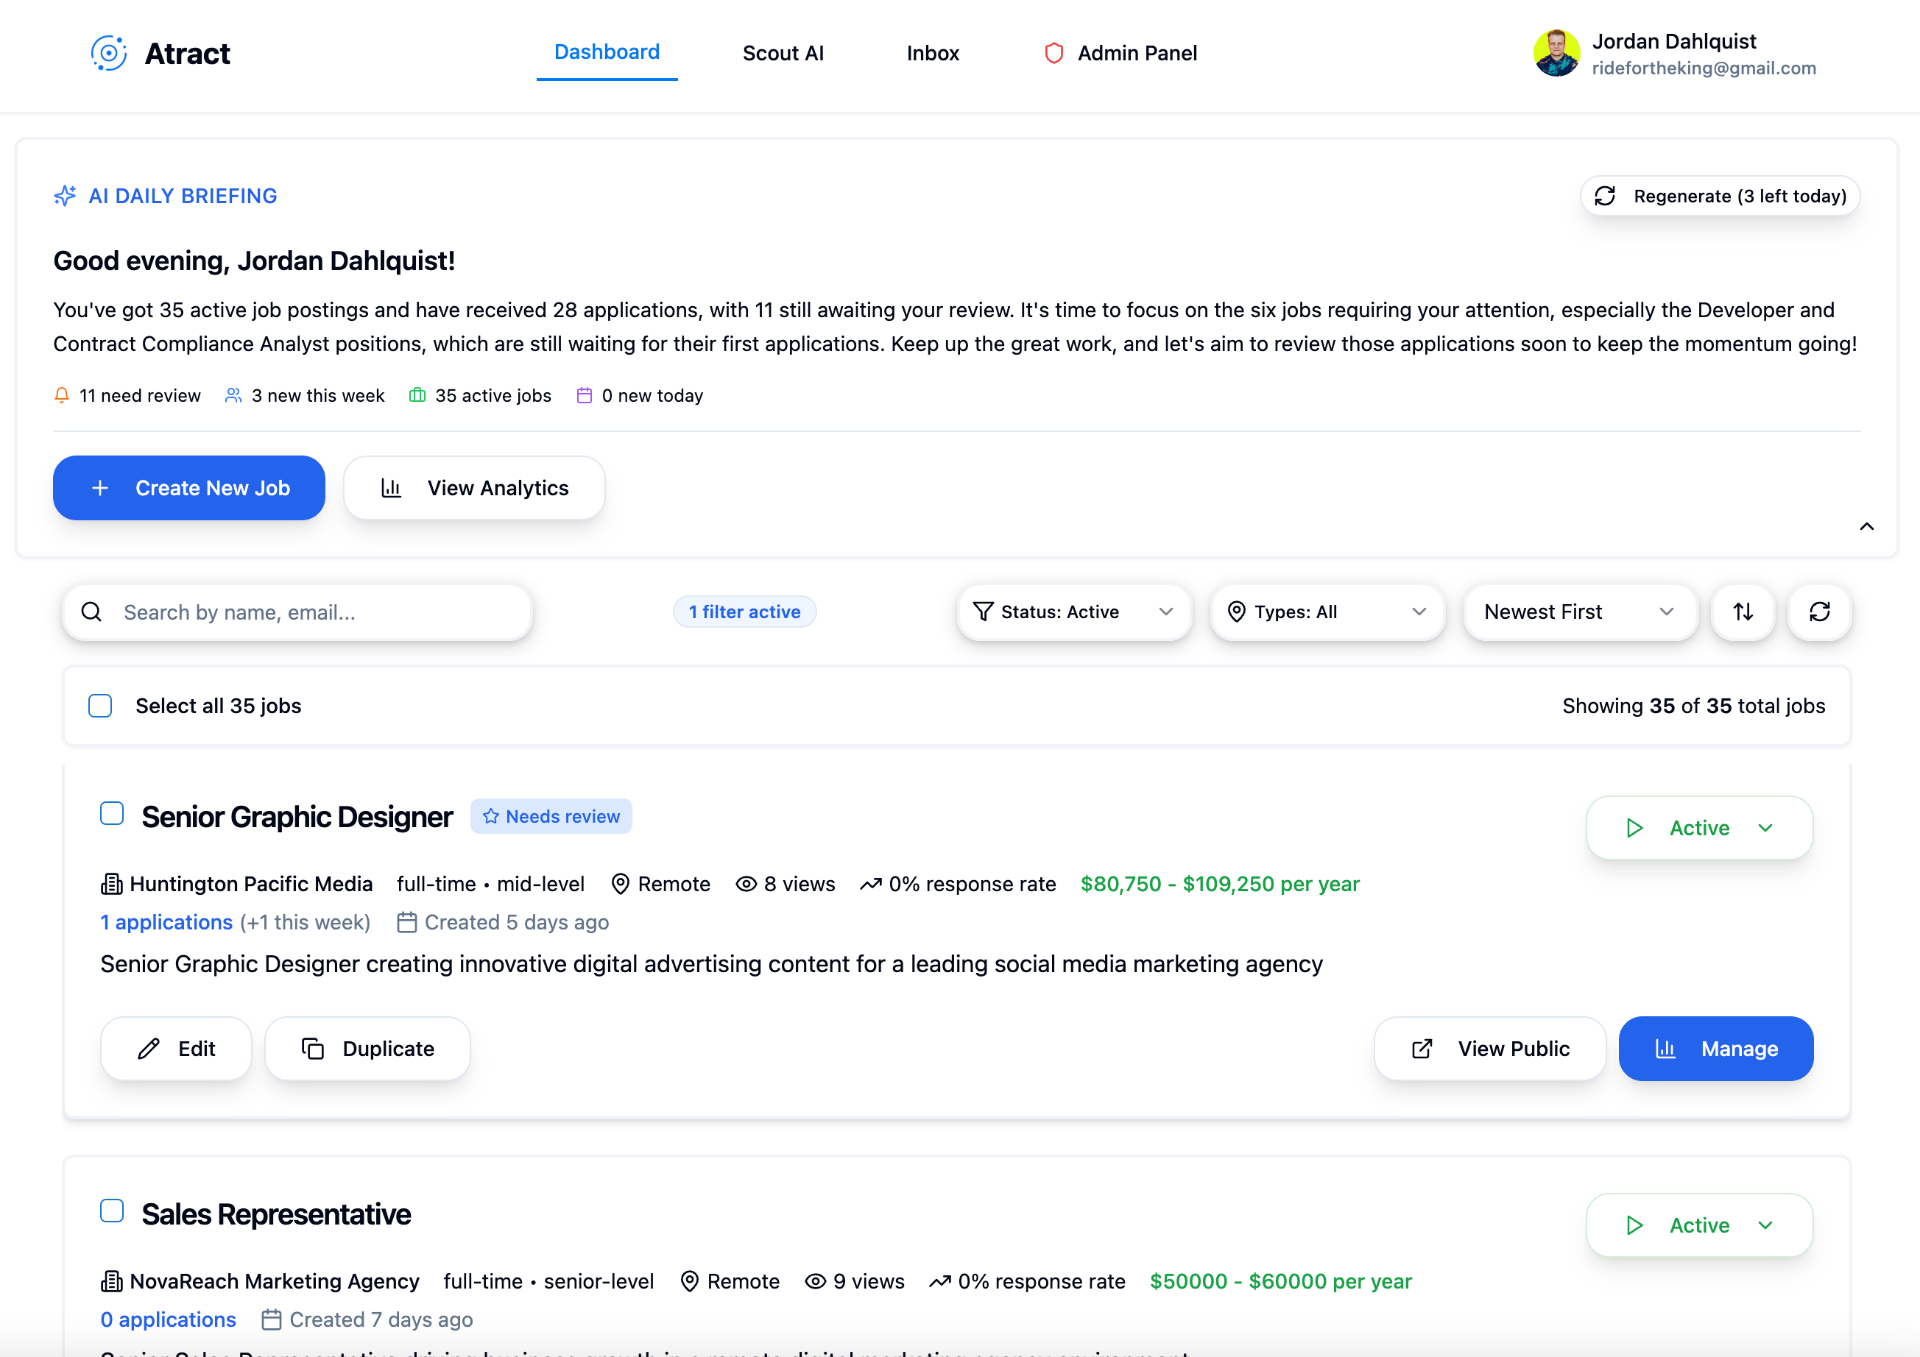 Atract
Dashboard
Scout AI
Inbox
Admin Panel
Jordan Dahlquist
ridefortheking@gmail.com
AI DAILY BRIEFING
Regenerate (3 left today)
Good evening, Jordan Dahlquist!
You've got 35 active job postings and have received 28 applications, with 11 still awaiting your review. It's time to focus on the six jobs requiring your attention, especially the Developer and
Contract Compliance Analyst positions, which are still waiting for their first applications. Keep up the great work, and let's aim to review those applications soon to keep the momentum going!
11 need review 3 new this week 35 active jobs 0 new today
Create New Job
View Analytics
Search by name, email...
1 filter active
Status: Active
Types: All
Newest First
Select all 35 jobs
Showing 35 of 35 total jobs
Senior Graphic Designer
Needs review
Active
Huntington Pacific Media full-time • mid-level Remote 8 views 0% response rate $80,750 - $109,250 per year
1 applications (+1 this week) Created 5 days ago
Senior Graphic Designer creating innovative digital advertising content for a leading social media marketing agency
Edit
Duplicate
View Public
Manage
Sales Representative
Active
NovaReach Marketing Agency full-time • senior-level Remote 9 views 0% response rate $50000 - $60000 per year
0 applications Created 7 days ago